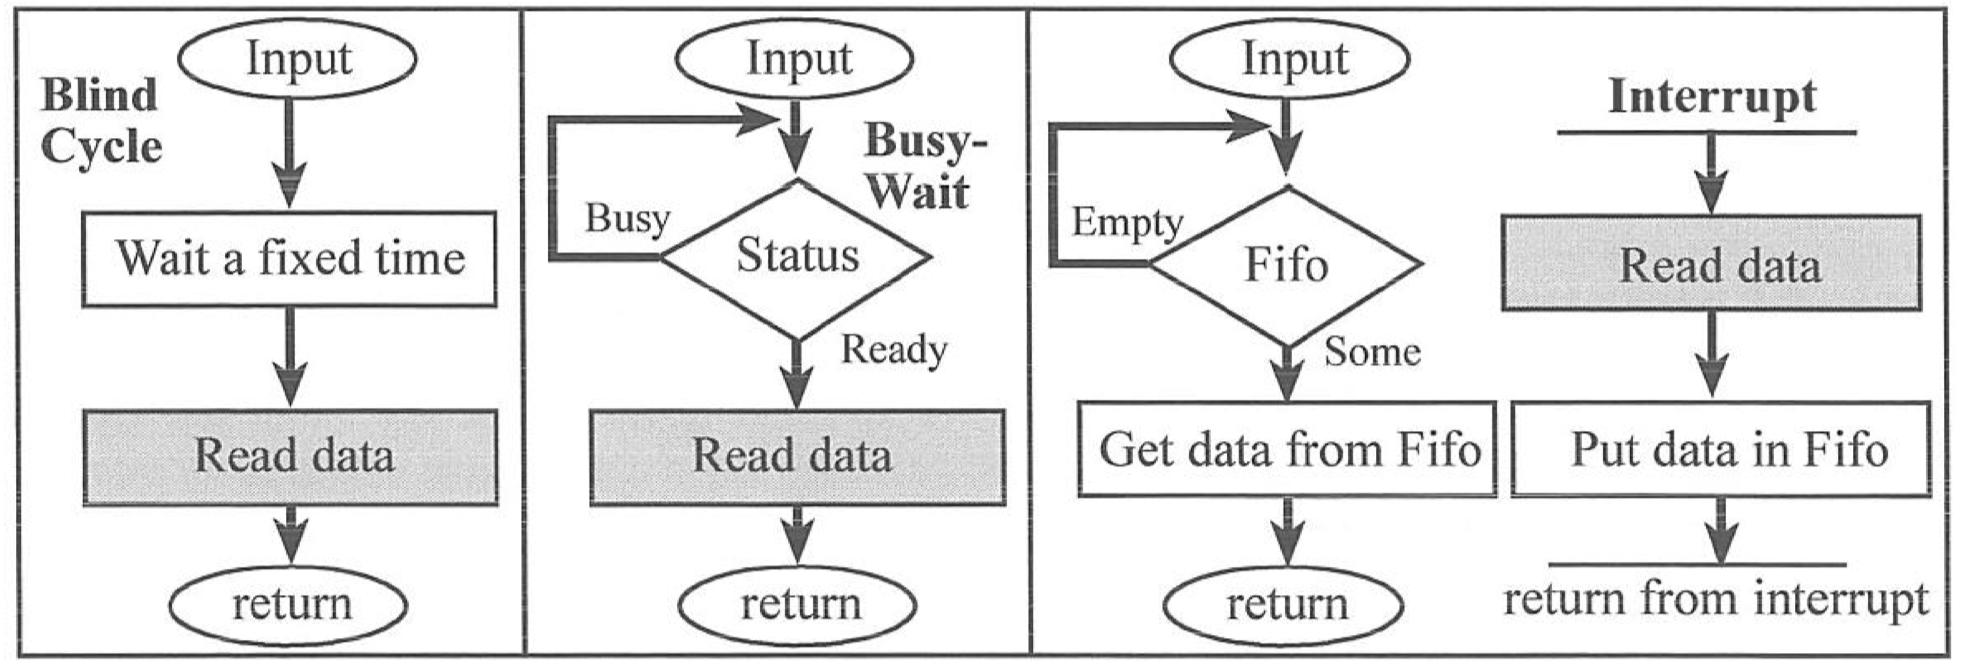 Input
Blind
Cycle
Wait a fixed time
Read data
return
Input
Busy-
Wait
Busy
Status
Ready
Read data
return
Input
Empty
Fifo
Some
Get data from Fifo
return
Interrupt
Read data
Put data in Fifo
return from interrupt